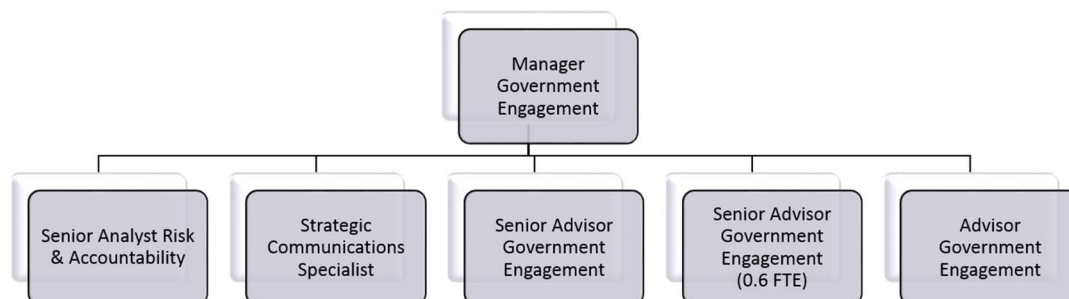 Manager
Government
Engagement
Senior Analyst Risk
& Accountability
Strategic
Communications
Specialist
Senior Advisor
Government
Engagement
Senior Advisor
Government
Engagement
(0.6 FTE)
Advisor
Government
Engagement